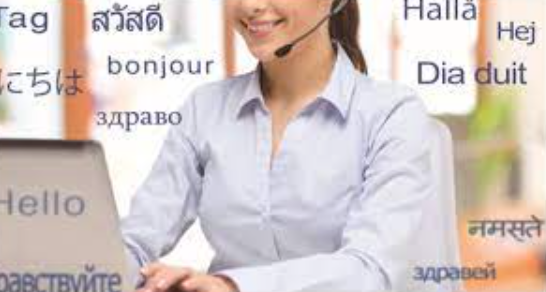 Tag
สวัสดี
Hallå
Hej
にちは
bonjour
Dia duit
здраво
Hello
नमस्ते
равствуйте
здравей